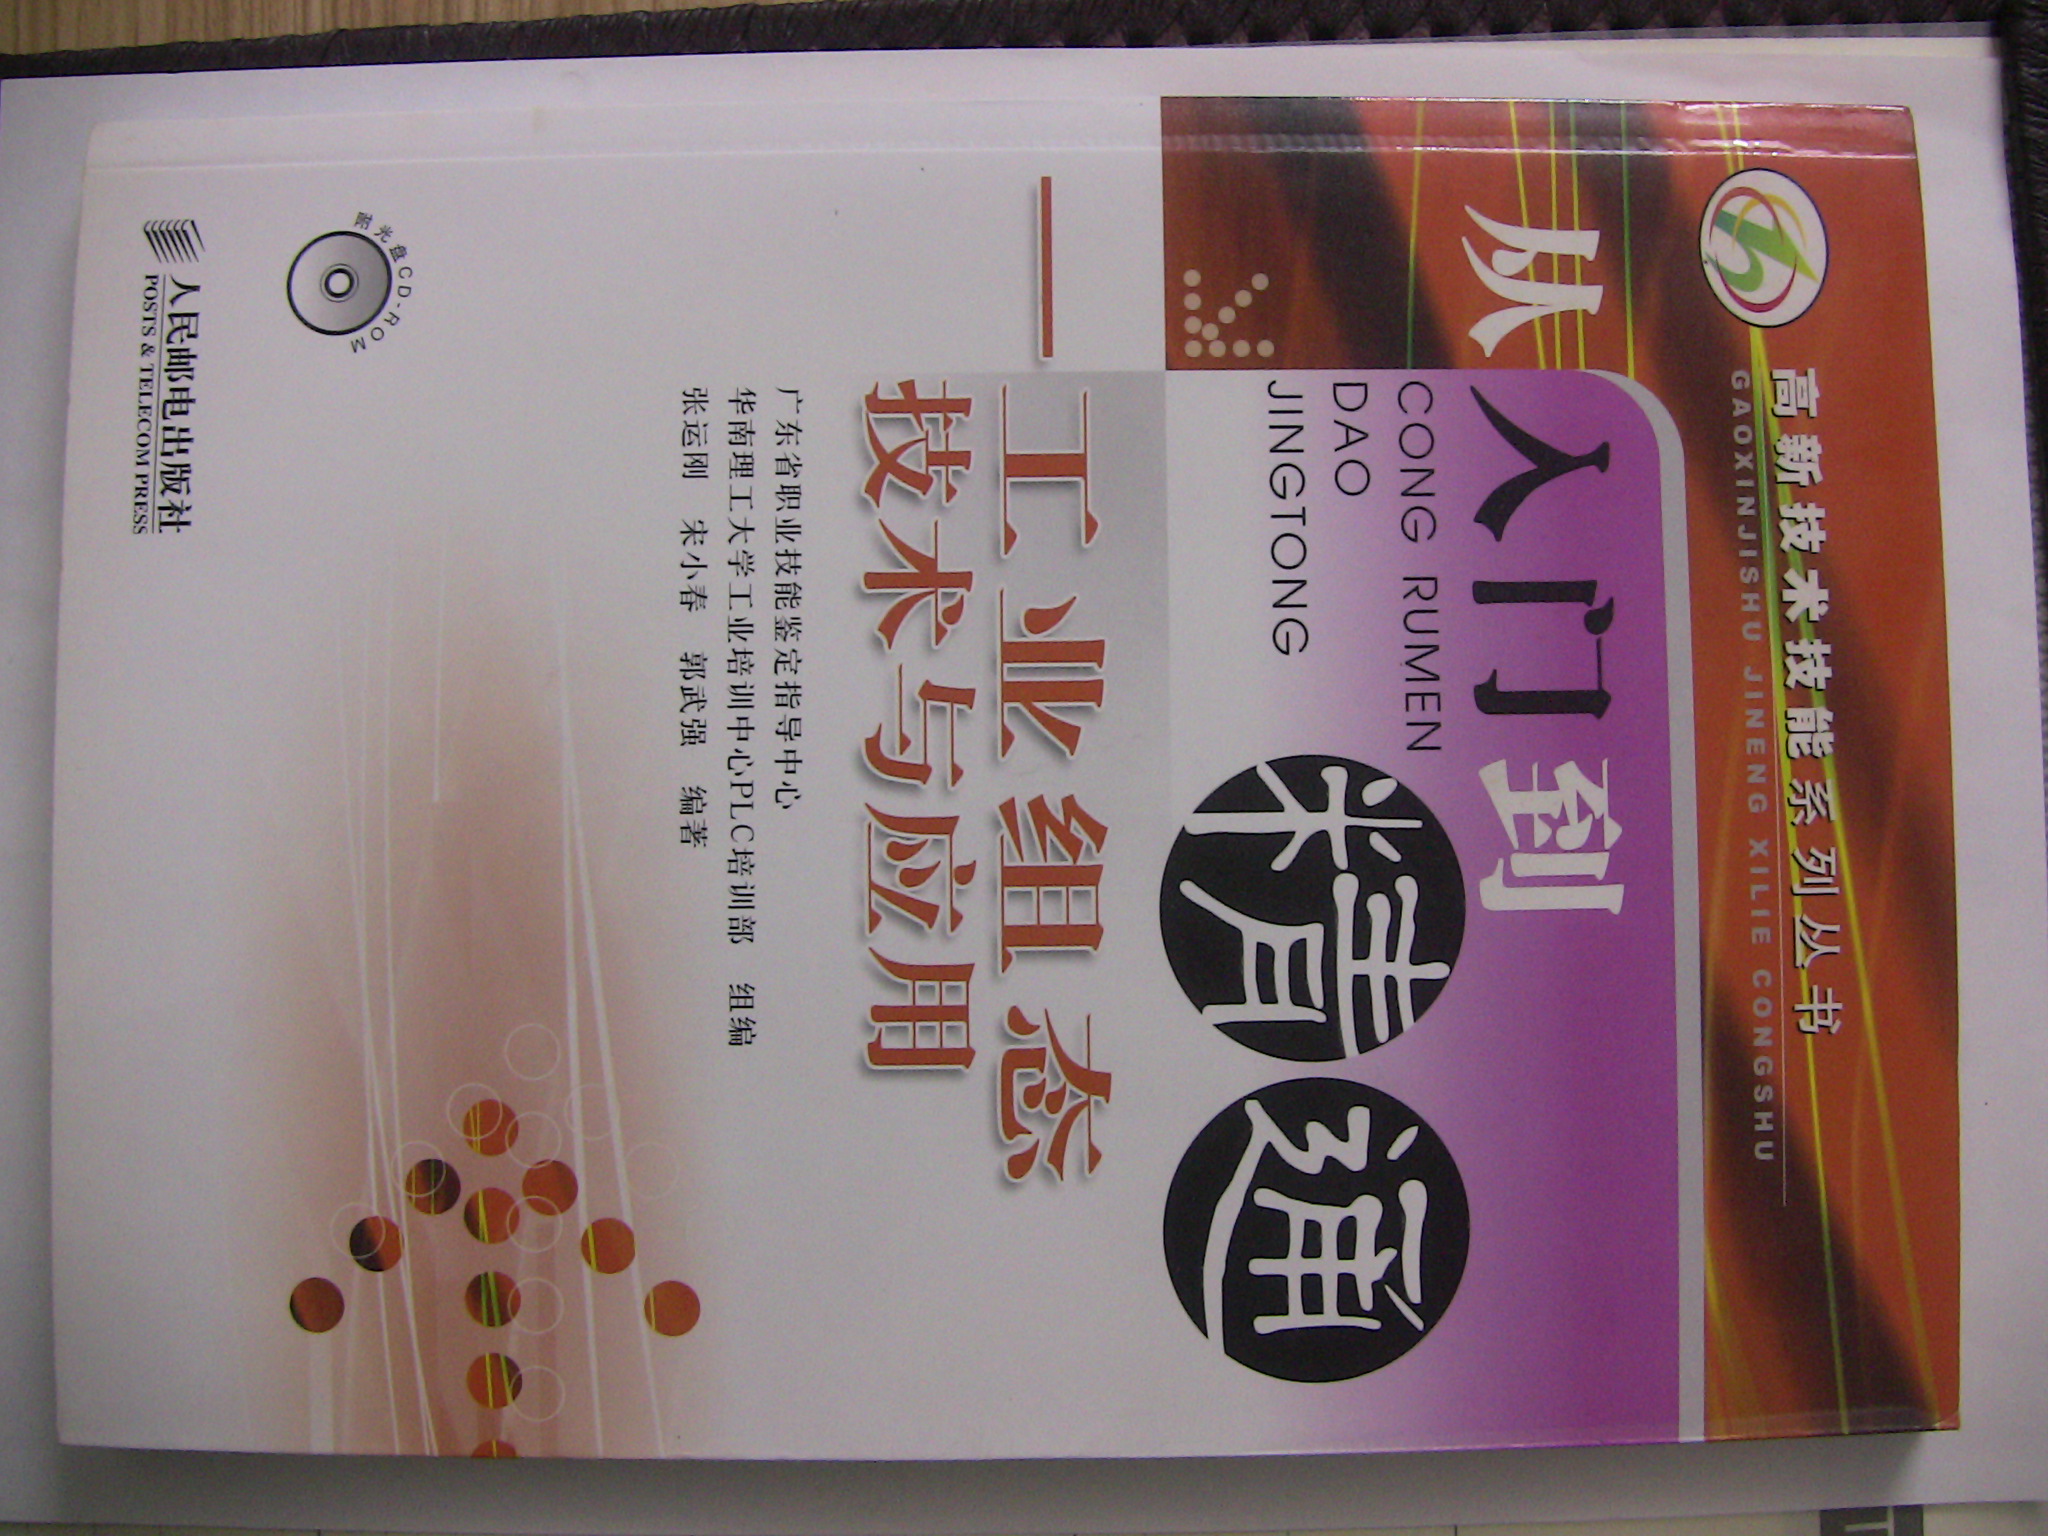 高新技术技能系列丛书
GAOXINJISHU JINENG XILIE CONGSHU
从入门到精通
CONG RUMEN
DAO
JINGTONG
—工业组态
技术与应用
广东省职业技能鉴定指导中心
华南理工大学工业培训中心PLC培训部 组编
张运刚 宋小春 郭武强 编著
附光盘CD-ROM
人民邮电出版社
POSTS & TELECOM PRESS